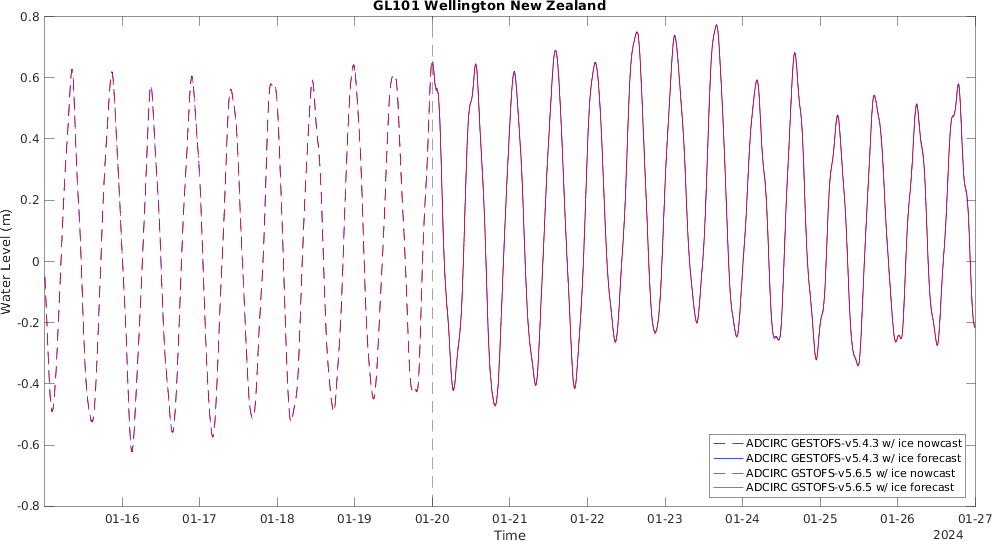 GL101 Wellington New Zealand
0.8
0.6
0.4
0.2
0
-0.2
-0.4
-0.6
-0.8
Water Level (m)
ADCIRC GESTOFS-v5.4.3 w/ ice nowcast
ADCIRC GESTOFS-v5.4.3 w/ ice forecast
ADCIRC GSTOFS-v5.6.5 w/ ice nowcast
ADCIRC GSTOFS-v5.6.5 w/ ice forecast
01-16 01-17 01-18 01-19 01-20 01-21 01-22 01-23 01-24 01-25 01-26 01-27
Time
2024